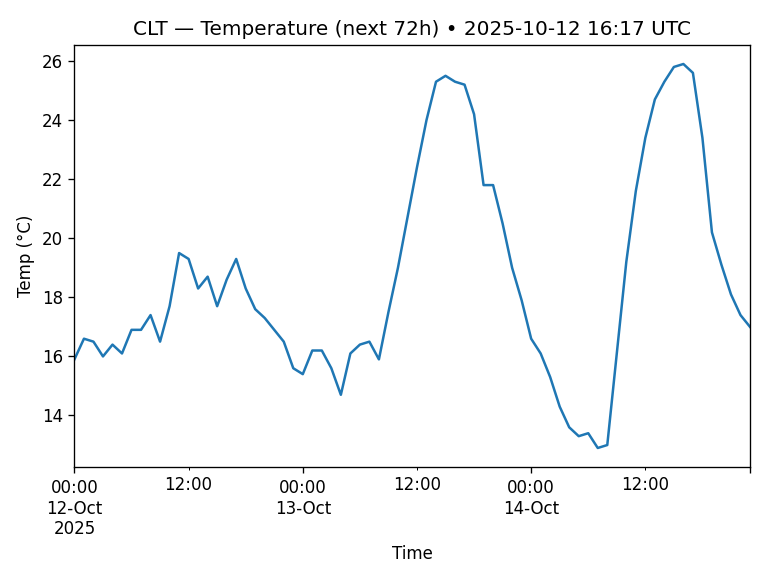 CLT — Temperature (next 72h) • 2025-10-12 16:17 UTC
26
24
22
20
18
16
14
Temp (°C)
00:00 12:00 00:00 12:00 00:00 12:00
12-Oct 13-Oct 14-Oct
2025
Time